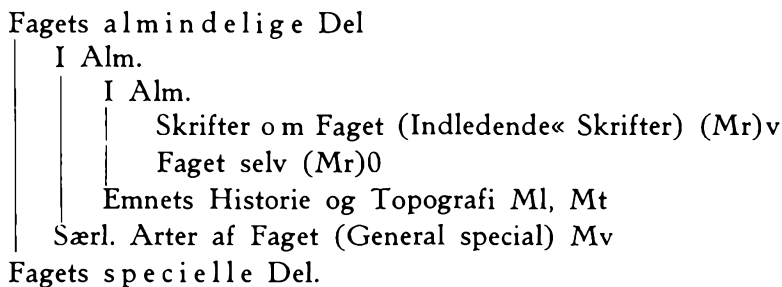 Fagets almindelige Del
I Alm.
I Alm.
Skrifter om Faget (Indledende« Skrifter) (Mr)v
Faget selv (Mr)0
Emnets Historie og Topografi Ml, Mt
Særl. Arter af Faget (General special) Mv
Fagets specielle Del.